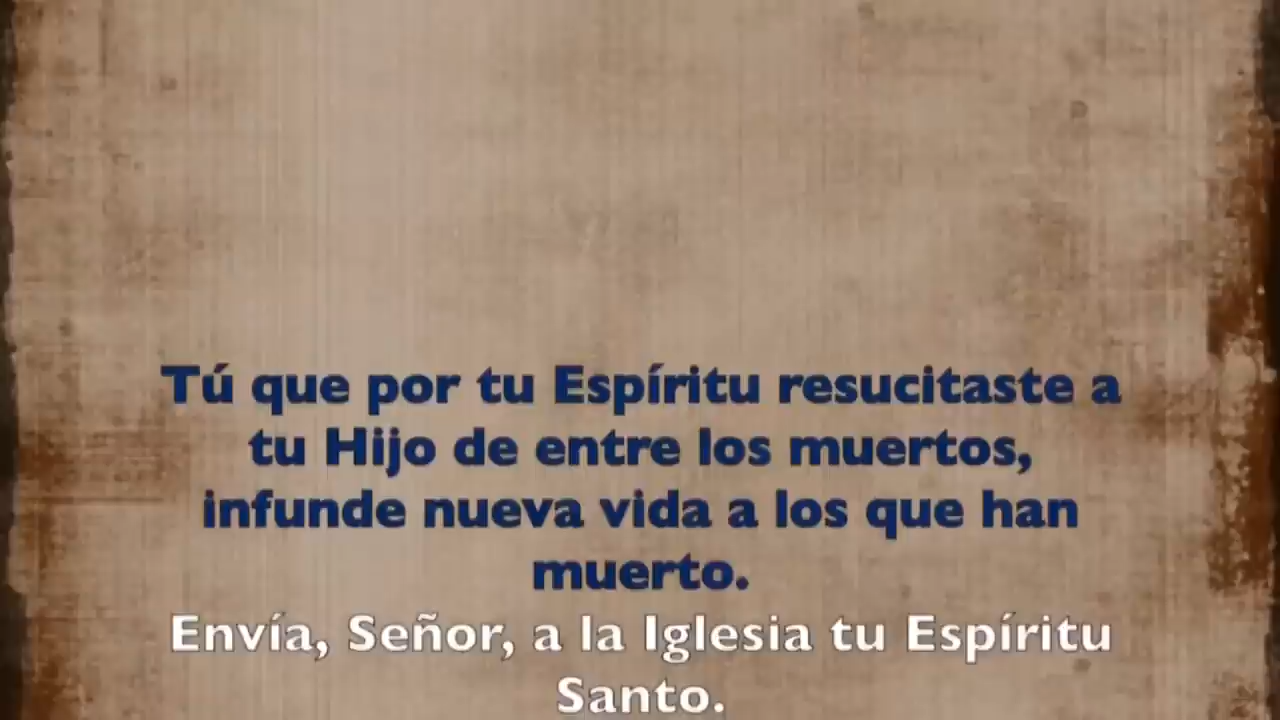 Tú que por tu Espíritu resucitaste a
tu Hijo de entre los muertos,
infunde nueva vida a los que han
muerto.
Envía, Señor, a la Iglesia tu Espíritu
Santo.